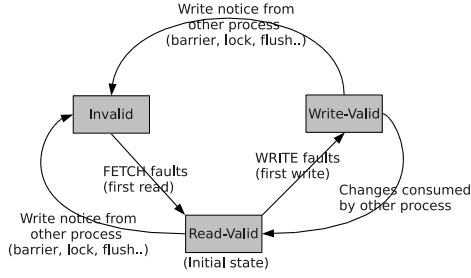 Write notice from
other process
(barrier, lock, flush..)
Invalid
Write-Valid
FETCH faults
(first read)
WRITE faults
(first write)
Changes consumed
by other process
Write notice from
other process
(barrier, lock, flush..)
Read-Valid
(Initial state)